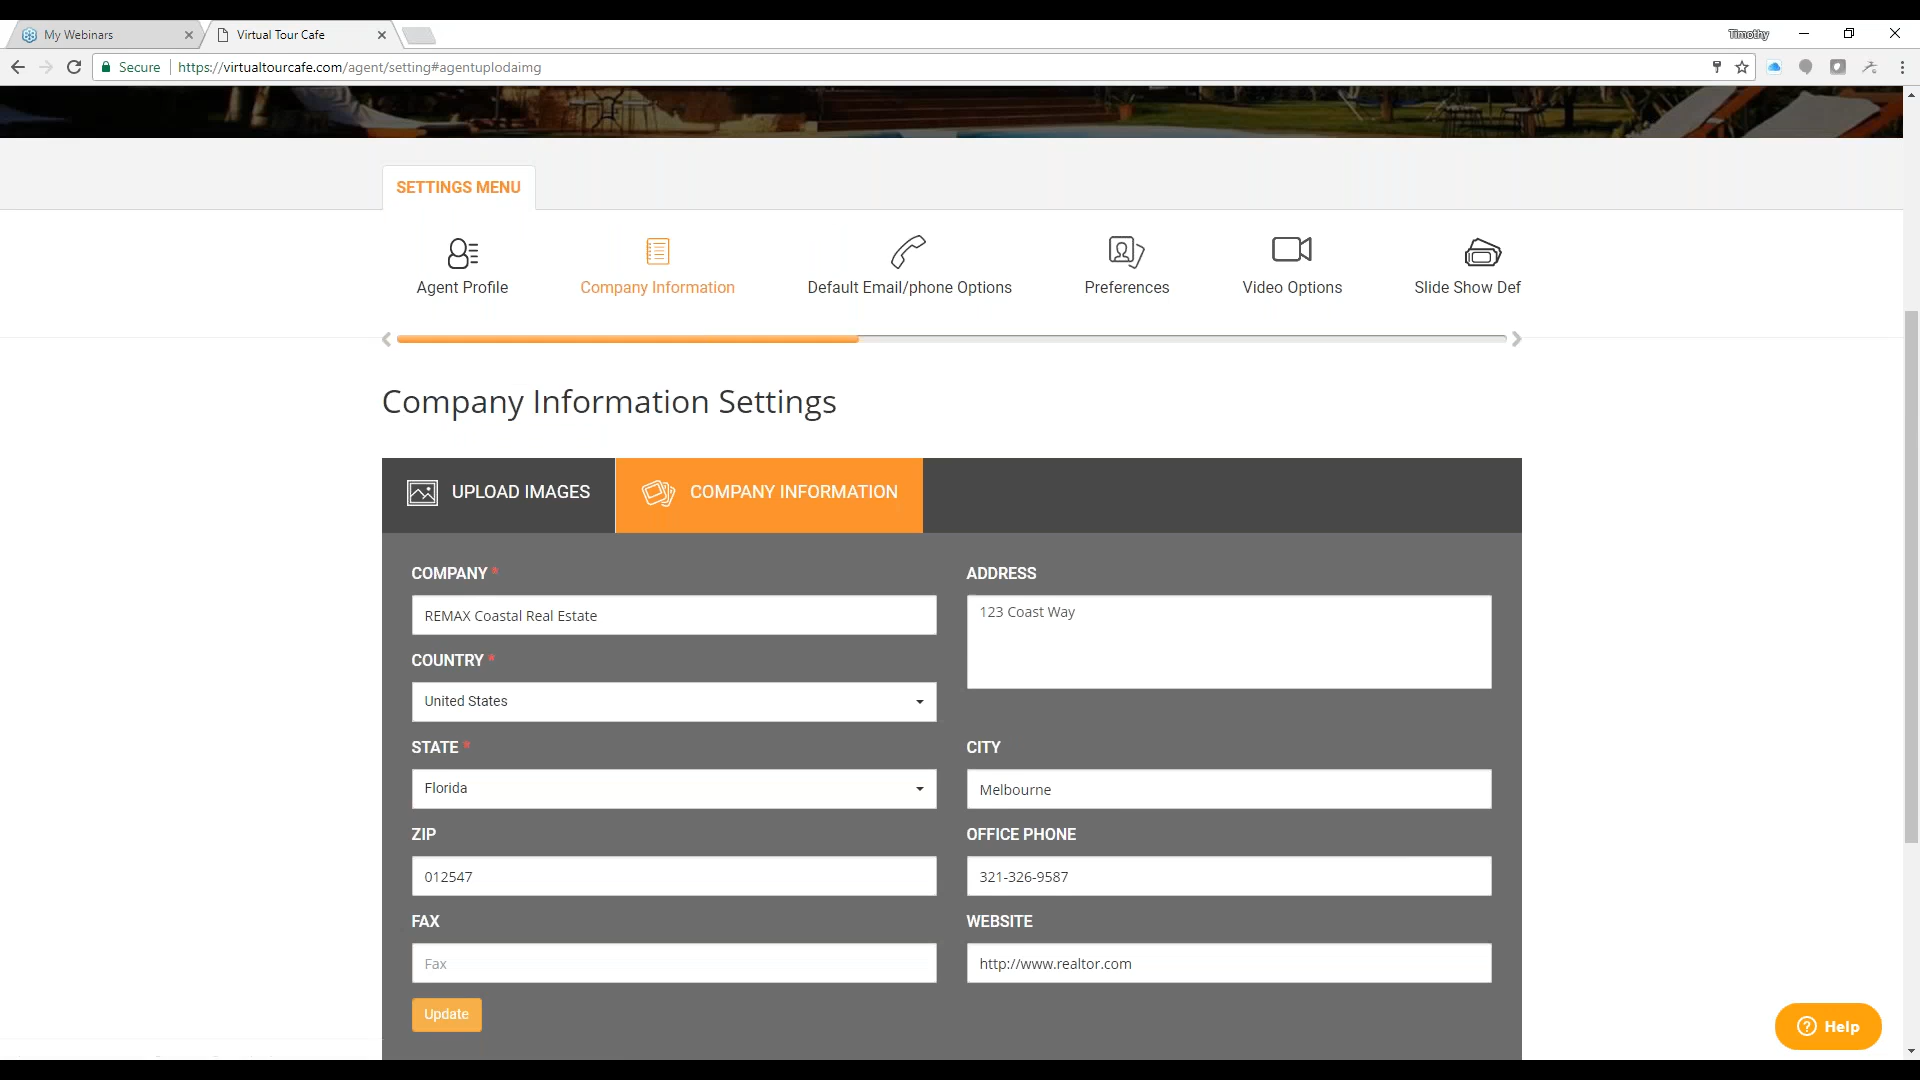 My Webinars
Virtual Tour Cafe
Timothy
Secure
https://virtualtourcafe.com/agent/setting#agentuplodaimg
SETTINGS MENU
Agent Profile
Company Information
Default Email/phone Options
Preferences
Video Options
Slide Show Def
Company Information Settings
UPLOAD IMAGES
COMPANY INFORMATION
COMPANY *
ADDRESS
REMAX Coastal Real Estate
123 Coast Way
COUNTRY *
United States
STATE *
CITY
Florida
Melbourne
ZIP
OFFICE PHONE
012547
321-326-9587
FAX
WEBSITE
Fax
http://www.realtor.com
Update
? Help